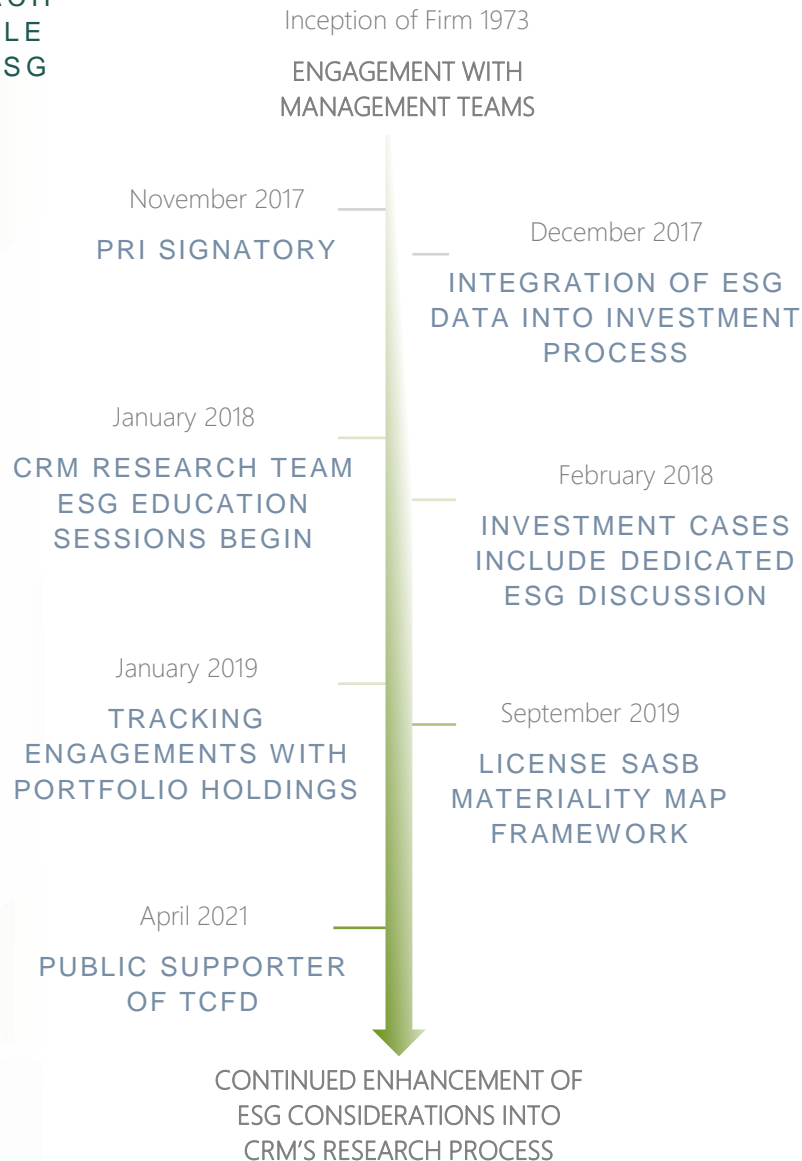 LE
SG
Inception of Firm 1973
ENGAGEMENT WITH
MANAGEMENT TEAMS
November 2017
PRI SIGNATORY
December 2017
INTEGRATION OF ESG
DATA INTO INVESTMENT
PROCESS
January 2018
CRM RESEARCH TEAM
ESG EDUCATION
SESSIONS BEGIN
February 2018
INVESTMENT CASES
INCLUDE DEDICATED
ESG DISCUSSION
January 2019
TRACKING
ENGAGEMENTS WITH
PORTFOLIO HOLDINGS
September 2019
LICENSE SASB
MATERIALITY MAP
FRAMEWORK
April 2021
PUBLIC SUPPORTER
OF TCFD
CONTINUED ENHANCEMENT OF
ESG CONSIDERATIONS INTO
CRM'S RESEARCH PROCESS